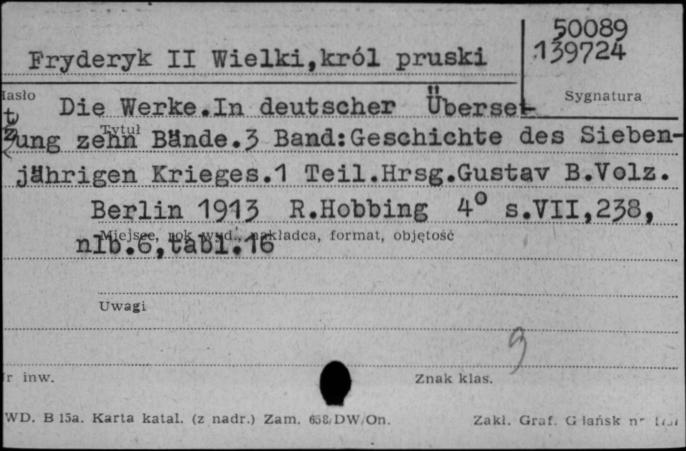 50089
Fryderyk II Wielki,król pruski
139724
Hasło
Sygnatura
Die Werke.In deutscher Überset
Tytuł
zung zehn Bände.3 Band:Geschichte des Sieben-
jährigen Krieges.1 Teil.Hrsg.Gustav B.Volz.
Berlin 1913 R.Hobbing 4° s.VII,238,
Miejsce, rok wyd., nakładca, format, objętość
nlb.6,tabl.16
Uwagi
9
Nr inw.
Znak klas.
WD. B 15a. Karta katal. (z nadr.) Zam. 658/DW/On.
Zakł. Graf. Gdańsk nr